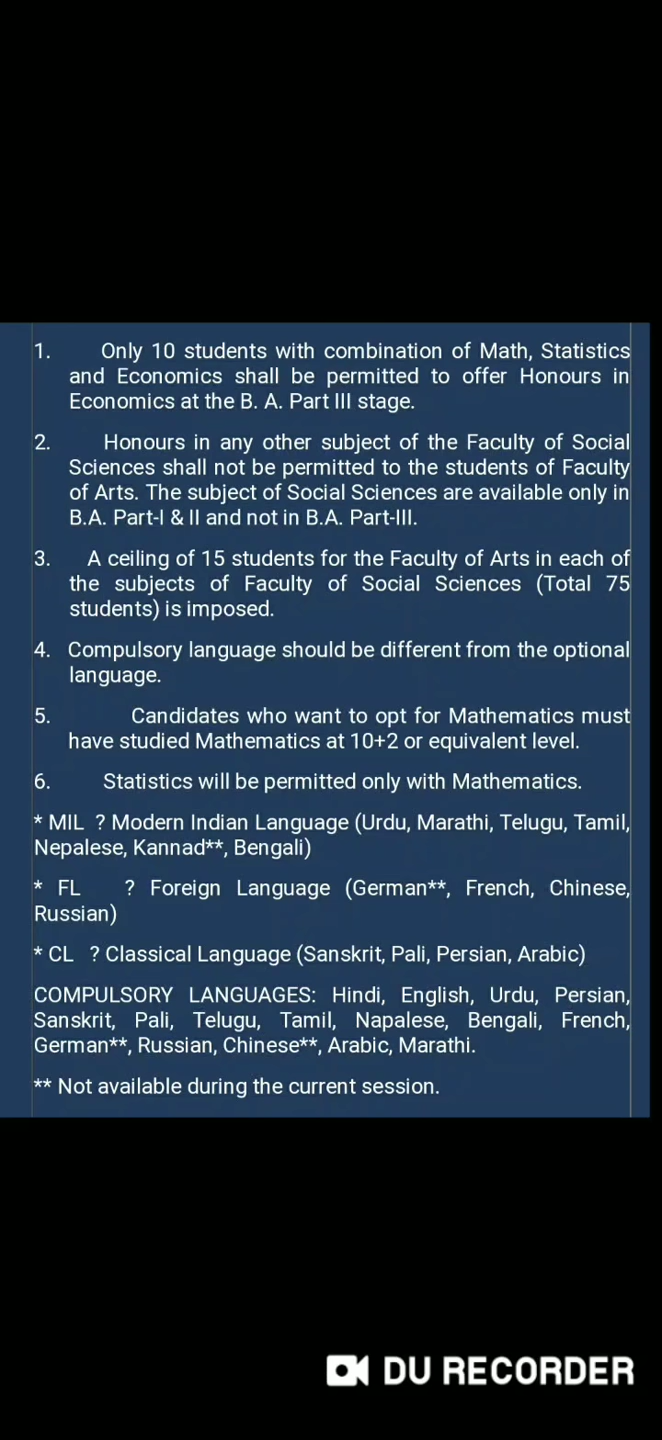 1. Only 10 students with combination of Math, Statistics
and Economics shall be permitted to offer Honours in
Economics at the B. A. Part III stage.
2. Honours in any other subject of the Faculty of Social
Sciences shall not be permitted to the students of Faculty
of Arts. The subject of Social Sciences are available only in
B.A. Part-I & II and not in B.A. Part-III.
3. A ceiling of 15 students for the Faculty of Arts in each of
the subjects of Faculty of Social Sciences (Total 75
students) is imposed.
4. Compulsory language should be different from the optional
language.
5. Candidates who want to opt for Mathematics must
have studied Mathematics at 10+2 or equivalent level.
6. Statistics will be permitted only with Mathematics.
* MIL ? Modern Indian Language (Urdu, Marathi, Telugu, Tamil,
Nepalese, Kannad**, Bengali)
* FL ? Foreign Language (German**, French, Chinese,
Russian)
* CL ? Classical Language (Sanskrit, Pali, Persian, Arabic)
COMPULSORY LANGUAGES: Hindi, English, Urdu, Persian,
Sanskrit, Pali, Telugu, Tamil, Napalese, Bengali, French,
German**, Russian, Chinese**, Arabic, Marathi.
** Not available during the current session.
DU RECORDER